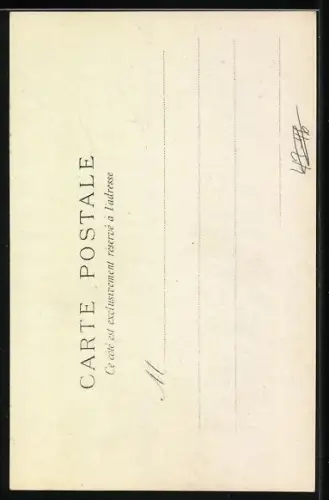 CARTE POSTALE
Ce côté est exclusivement réservé à l'adresse
M